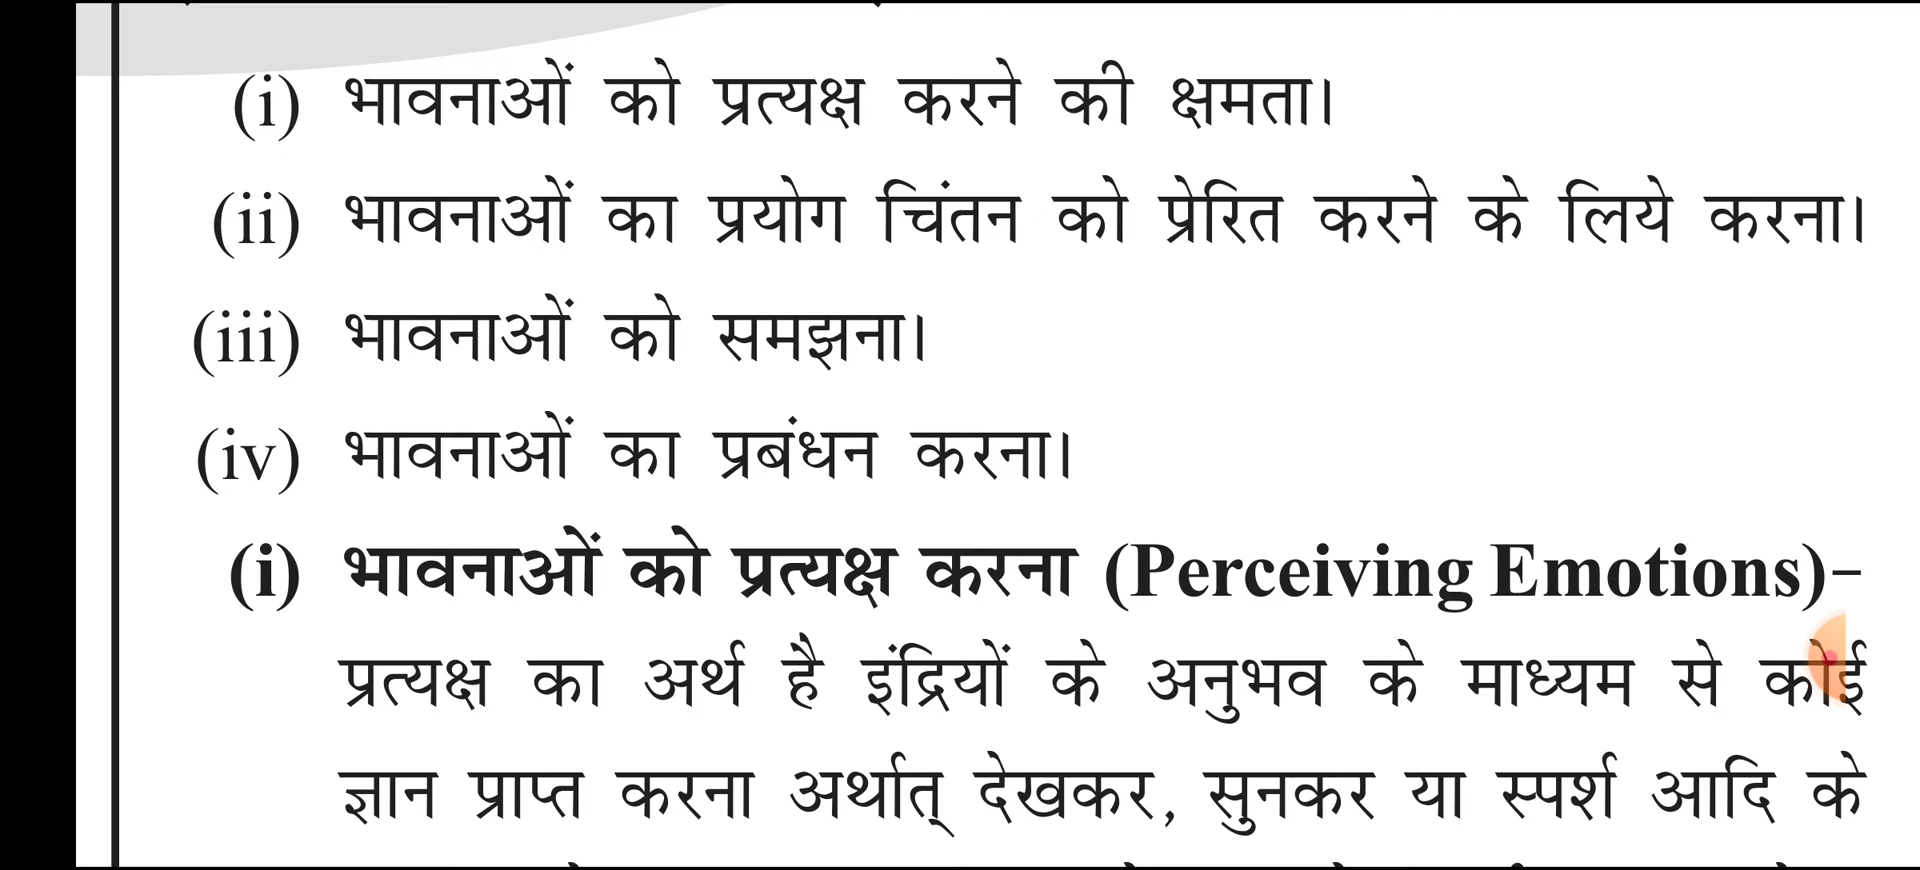 (i) भावनाओं को प्रत्यक्ष करने की क्षमता।
(ii) भावनाओं का प्रयोग चिंतन को प्रेरित करने के लिये करना।
(iii) भावनाओं को समझना।
(iv) भावनाओं का प्रबंधन करना।
(i) भावनाओं को प्रत्यक्ष करना (Perceiving Emotions)–
प्रत्यक्ष का अर्थ है इंद्रियों के अनुभव के माध्यम से कोई
ज्ञान प्राप्त करना अर्थात् देखकर, सुनकर या स्पर्श आदि के